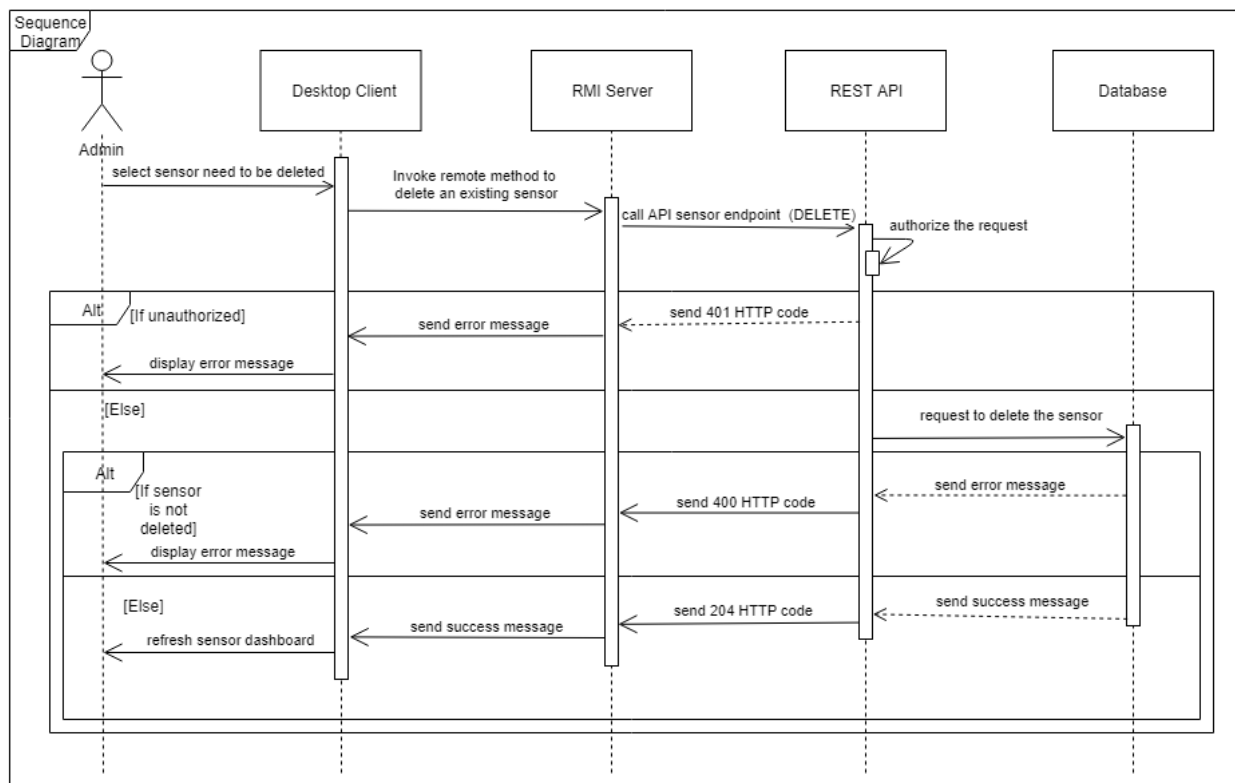 Sequence
Diagram
Desktop Client
RMI Server
REST API
Database
Admin
select sensor need to be deleted
Invoke remote method to
delete an existing sensor
call API sensor endpoint (DELETE)
authorize the request
Alt
[If unauthorized]
send 401 HTTP code
send error message
display error message
[Else]
request to delete the sensor
Alt
[If sensor
is not
deleted]
send error message
send 400 HTTP code
send error message
display error message
[Else]
send success message
send 204 HTTP code
send success message
refresh sensor dashboard